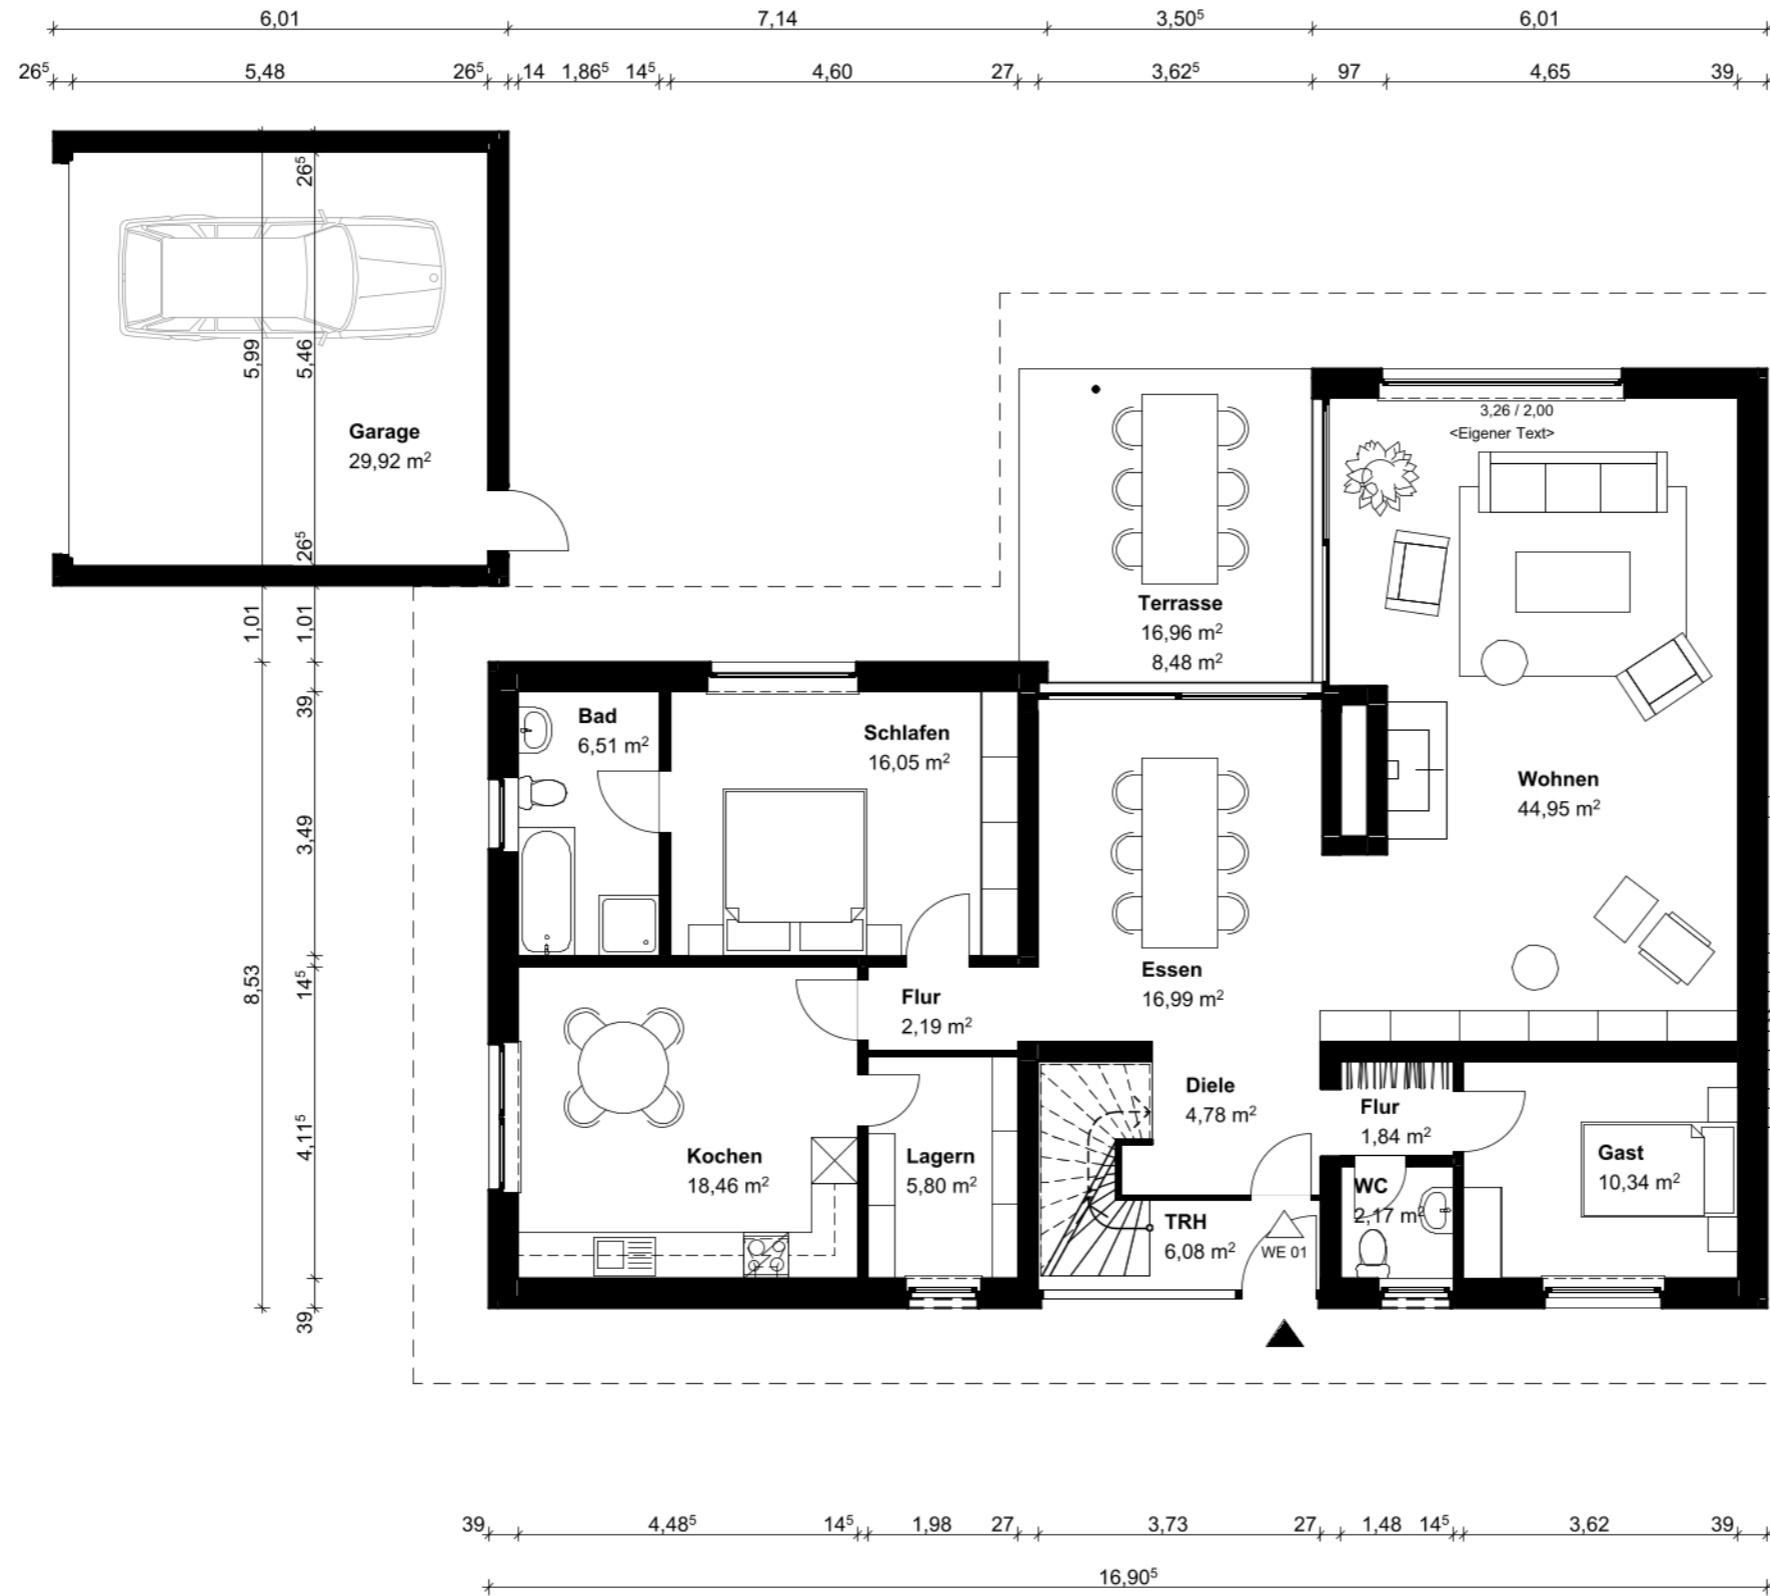 6,01 7,14 3,50⁵ 6,01
26⁵ 5,48 26⁵ 14 1,86⁵ 14⁵ 4,60 27 3,62⁵ 97 4,65 39
26⁵
5,99
5,46
Garage
29,92 m²
26⁵
3,26 / 2,00
<Eigener Text>
1,01
1,01
Terrasse
16,96 m²
8,48 m²
39
Bad
6,51 m²
Schlafen
16,05 m²
Wohnen
44,95 m²
3,49
8,53
14⁵
Flur
2,19 m²
Essen
16,99 m²
4,11⁵
Kochen
18,46 m²
Lagern
5,80 m²
Diele
4,78 m²
Flur
1,84 m²
Gast
10,34 m²
WC
2,17 m²
TRH
6,08 m²
WE 01
39
39 4,48⁵ 14⁵ 1,98 27 3,73 27 1,48 14⁵ 3,62 39
16,90⁵